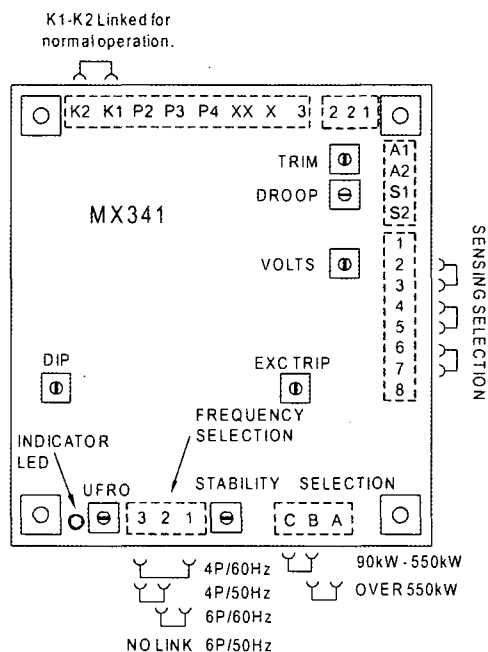 K1-K2 Linked for
normal operation.
K2 K1 P2 P3 P4 XX X 3 2 2 1
TRIM
DROOP
A1
A2
S1
S2
MX341
VOLTS
1
2
3
4
5
6
7
8
SENSING SELECTION
DIP
EXC TRIP
FREQUENCY
SELECTION
INDICATOR
LED
UFRO
STABILITY SELECTION
3 2 1
C B A
4P/60Hz
4P/50Hz
6P/60Hz
NO LINK 6P/50Hz
90kW - 550kW
OVER 550kW